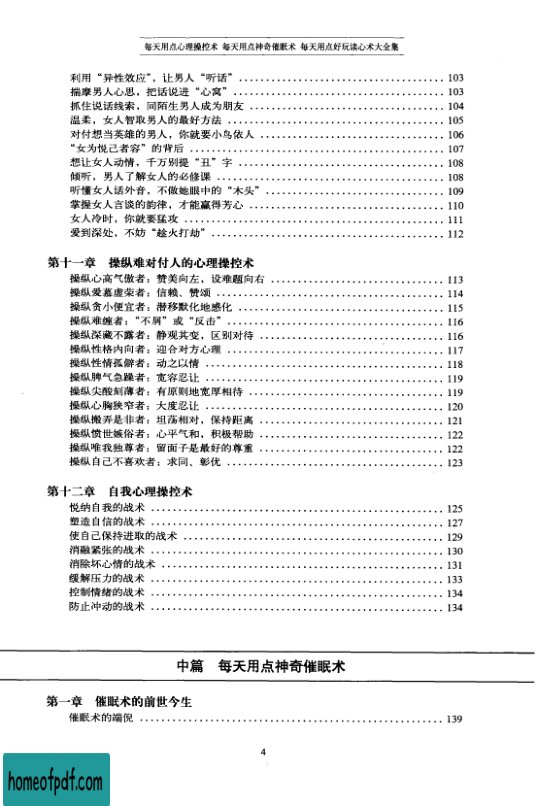 每天用点心理操控术 每天用点神奇催眠术 每天用点好玩读心术大全集
利用“异性效应”，让男人“听话” ........................................ 103
揣摩男人心思，把话说进“心窝” ........................................ 103
抓住说话线索，同陌生男人成为朋友 ........................................ 104
温柔，女人智取男人的最好方法 ........................................ 105
对付想当英雄的男人，你就要小鸟依人 ........................................ 106
“女为悦己者容”的背后 ........................................ 107
想让女人动情，千万别提“丑”字 ........................................ 108
倾听，男人了解女人的必修课 ........................................ 108
听懂女人话外音，不做她眼中的“木头” ........................................ 109
掌握女人言谈的韵律，才能赢得芳心 ........................................ 110
女人冷时，你就要猛攻 ........................................ 111
爱到深处，不妨“趁火打劫” ........................................ 112
第十一章 操纵难对付人的心理操控术
操纵心高气傲者：赞美向左，设难题向右 ........................................ 113
操纵爱慕虚荣者：信赖、赞颂 ........................................ 114
操纵贪小便宜者：潜移默化地感化 ........................................ 115
操纵难缠者：“不屑”或“反击” ........................................ 116
操纵深藏不露者：静观其变，区别对待 ........................................ 116
操纵性格内向者：迎合对方心理 ........................................ 117
操纵性情孤僻者：动之以情 ........................................ 118
操纵脾气急躁者：宽容忍让 ........................................ 119
操纵尖酸刻薄者：有原则地宽厚相待 ........................................ 119
操纵心胸狭窄者：大度忍让 ........................................ 120
操纵搬弄是非者：坦荡相对，保持距离 ........................................ 121
操纵愤世嫉俗者：心平气和，积极帮助 ........................................ 122
操纵唯我独尊者：留面子是最好的尊重 ........................................ 122
操纵自己不喜欢者：求同、彰优 ........................................ 123
第十二章 自我心理操控术
悦纳自我的战术 ........................................ 125
塑造自信的战术 ........................................ 127
使自己保持进取的战术 ........................................ 129
消融紧张的战术 ........................................ 130
消除坏心情的战术 ........................................ 131
缓解压力的战术 ........................................ 133
控制情绪的战术 ........................................ 134
防止冲动的战术 ........................................ 134
中篇 每天用点神奇催眠术
第一章 催眠术的前世今生
催眠术的端倪 ........................................ 139
4
homeofpdf.com